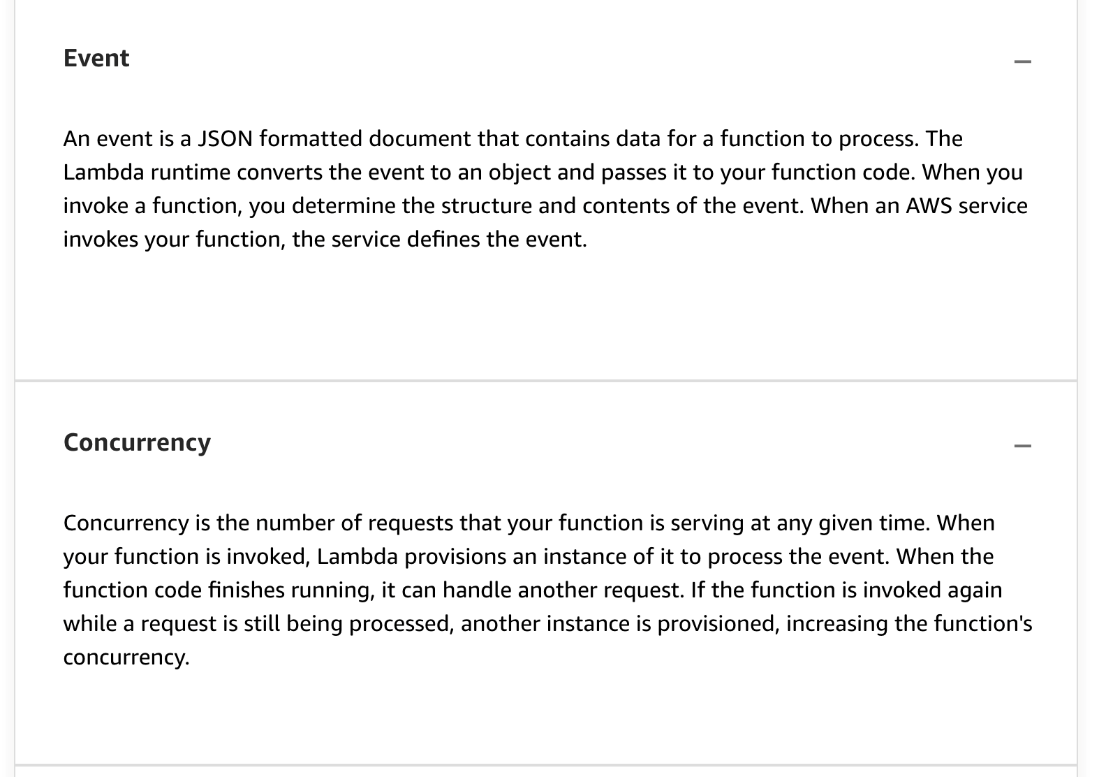 Event
An event is a JSON formatted document that contains data for a function to process. The
Lambda runtime converts the event to an object and passes it to your function code. When you
invoke a function, you determine the structure and contents of the event. When an AWS service
invokes your function, the service defines the event.
Concurrency
Concurrency is the number of requests that your function is serving at any given time. When
your function is invoked, Lambda provisions an instance of it to process the event. When the
function code finishes running, it can handle another request. If the function is invoked again
while a request is still being processed, another instance is provisioned, increasing the function's
concurrency.